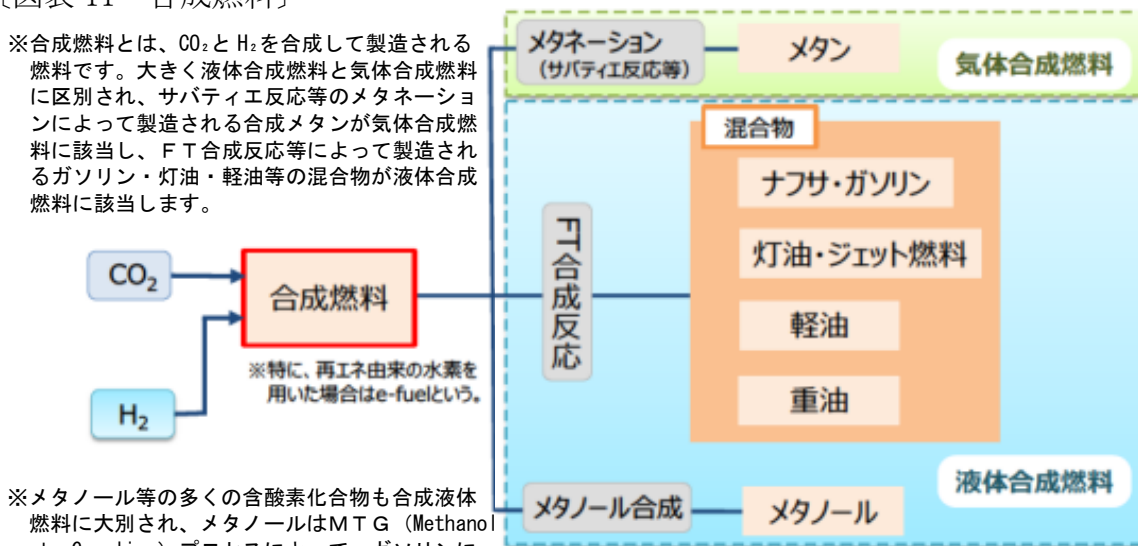 〔図表 11 合成燃料〕
※合成燃料とは、CO₂とH₂を合成して製造される
燃料です。大きく液体合成燃料と気体合成燃料
に区別され、サバティエ反応等のメタネーショ
ンによって製造される合成メタンが気体合成燃
料に該当し、ＦＴ合成反応等によって製造され
るガソリン・灯油・軽油等の混合物が液体合成
燃料に該当します。
CO₂
H₂
合成燃料
※特に、再エネ由来の水素を
用いた場合はe-fuelという。
メタネーション
（サバティエ反応等）
メタン
気体合成燃料
FT合成反応
混合物
ナフサ・ガソリン
灯油・ジェット燃料
軽油
重油
液体合成燃料
メタノール合成
メタノール
※メタノール等の多くの含酸素化合物も合成液体
燃料に大別され、メタノールはＭＴＧ（Methanol